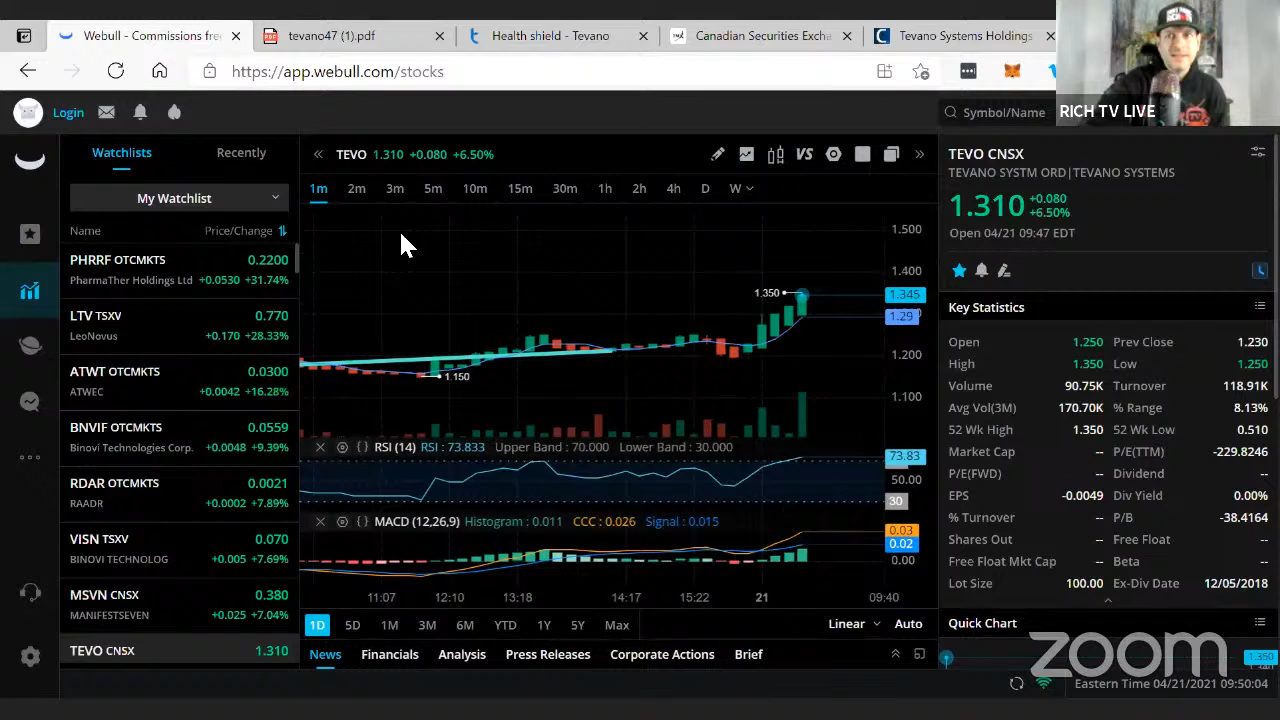 Webull - Commissions fre
tevano47 (1).pdf
Health shield - Tevano
Canadian Securities Excha
Tevano Systems Holdings
https://app.webull.com/stocks
RICH TV LIVE
Login
Symbol/Name
Watchlists
Recently
My Watchlist
Name
Price/Change
PHRRF OTCMKTS 0.2200
PharmaTher Holdings Ltd +0.0530 +31.74%
LTV TSXV 0.770
LeoNovus +0.170 +28.33%
ATWT OTCMKTS 0.0300
ATWEC +0.0042 +16.28%
BNVIF OTCMKTS 0.0559
Binovi Technologies Corp. +0.0048 +9.39%
RDAR OTCMKTS 0.0021
RAADR +0.0002 +7.89%
VISN TSXV 0.070
BINOVI TECHNOLOG +0.005 +7.69%
MSVN CNSX 0.380
MANIFESTSEVEN +0.025 +7.04%
TEVO CNSX 1.310
TEVO 1.310 +0.080 +6.50%
VS
1m 2m 3m 5m 10m 15m 30m 1h 2h 4h D W
1.500
1.400
1.350
1.345
1.29
1.200
1.150
1.100
RSI (14) RSI : 73.833 Upper Band : 70.000 Lower Band : 30.000
73.83
50.00
30
MACD (12,26,9) Histogram : 0.011 CCC : 0.026 Signal : 0.015
0.03
0.02
0.00
11:07 12:10 13:18 14:17 15:22 21 09:40
1D 5D 1M 3M 6M YTD 1Y 5Y Max
Linear Auto
News Financials Analysis Press Releases Corporate Actions Brief
TEVO CNSX
TEVANO SYSTM ORD|TEVANO SYSTEMS
1.310 +0.080
+6.50%
Open 04/21 09:47 EDT
Key Statistics
Open 1.250 Prev Close 1.230
High 1.350 Low 1.250
Volume 90.75K Turnover 118.91K
Avg Vol(3M) 170.70K % Range 8.13%
52 Wk High 1.350 52 Wk Low 0.510
Market Cap -- P/E(TTM) -229.8246
P/E(FWD) -- Dividend --
EPS -0.0049 Div Yield 0.00%
% Turnover -- P/B -38.4164
Shares Out -- Free Float --
Free Float Mkt Cap -- Beta --
Lot Size 100.00 Ex-Div Date 12/05/2018
Quick Chart
1.350
zoom
Eastern Time 04/21/2021 09:50:04